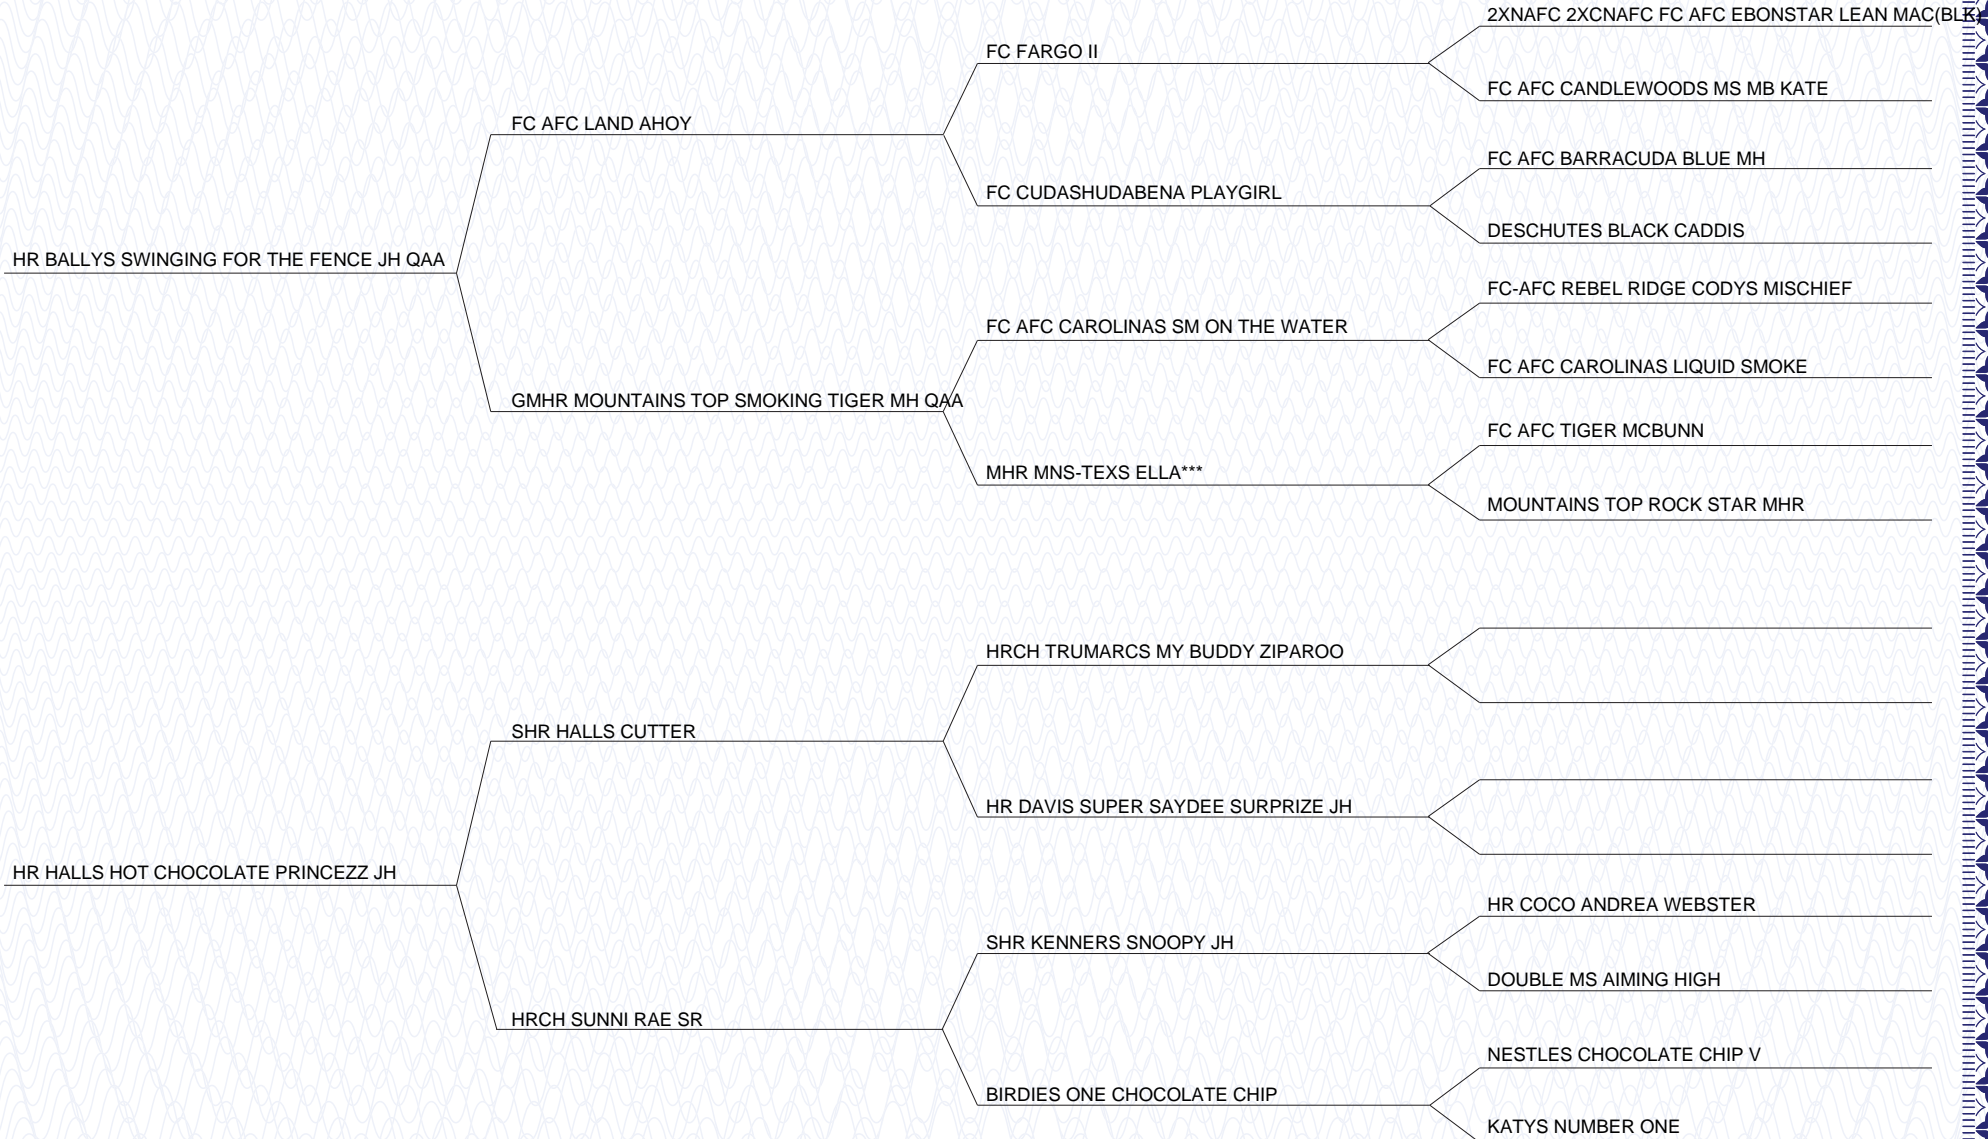 2XNAFC 2XCNAFC FC AFC EBONSTAR LEAN MAC(BLK)
FC FARGO II
FC AFC CANDLEWOODS MS MB KATE
FC AFC LAND AHOY
FC AFC BARRACUDA BLUE MH
FC CUDASHUDABENA PLAYGIRL
DESCHUTES BLACK CADDIS
HR BALLYS SWINGING FOR THE FENCE JH QAA
FC-AFC REBEL RIDGE CODYS MISCHIEF
FC AFC CAROLINAS SM ON THE WATER
FC AFC CAROLINAS LIQUID SMOKE
GMHR MOUNTAINS TOP SMOKING TIGER MH QAA
FC AFC TIGER MCBUNN
MHR MNS-TEXS ELLA***
MOUNTAINS TOP ROCK STAR MHR
HRCH TRUMARCS MY BUDDY ZIPAROO
SHR HALLS CUTTER
HR DAVIS SUPER SAYDEE SURPRIZE JH
HR HALLS HOT CHOCOLATE PRINCEZZ JH
HR COCO ANDREA WEBSTER
SHR KENNERS SNOOPY JH
DOUBLE MS AIMING HIGH
HRCH SUNNI RAE SR
NESTLES CHOCOLATE CHIP V
BIRDIES ONE CHOCOLATE CHIP
KATYS NUMBER ONE